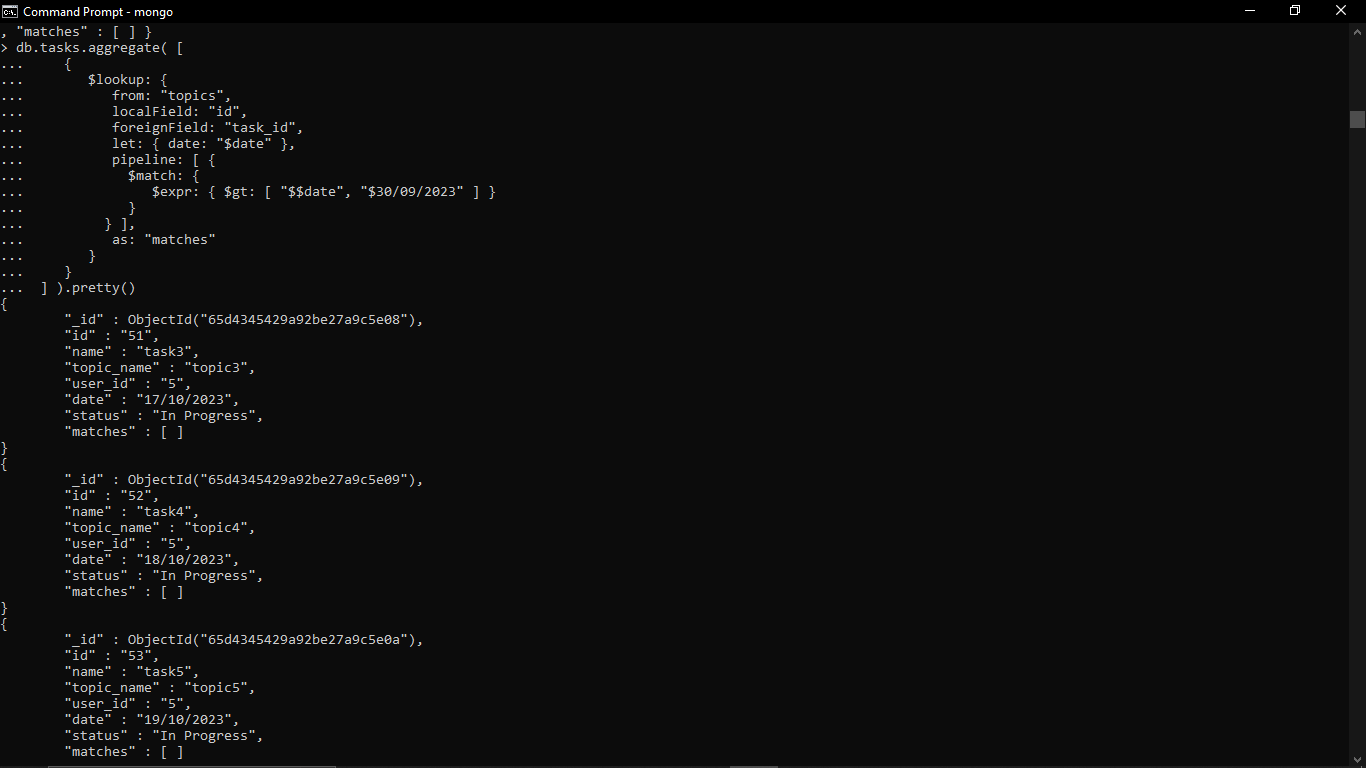 Command Prompt - mongo
, "matches" : [ ] }
> db.tasks.aggregate( [
...     {
...        $lookup: {
...           from: "topics",
...           localField: "id",
...           foreignField: "task_id",
...           let: { date: "$date" },
...           pipeline: [ {
...             $match: {
...                $expr: { $gt: [ "$$date", "$30/09/2023" ] }
...             }
...          } ],
...           as: "matches"
...        }
...     }
...  ] ).pretty()
{
        "_id" : ObjectId("65d4345429a92be27a9c5e08"),
        "id" : "51",
        "name" : "task3",
        "topic_name" : "topic3",
        "user_id" : "5",
        "date" : "17/10/2023",
        "status" : "In Progress",
        "matches" : [ ]
}
{
        "_id" : ObjectId("65d4345429a92be27a9c5e09"),
        "id" : "52",
        "name" : "task4",
        "topic_name" : "topic4",
        "user_id" : "5",
        "date" : "18/10/2023",
        "status" : "In Progress",
        "matches" : [ ]
}
{
        "_id" : ObjectId("65d4345429a92be27a9c5e0a"),
        "id" : "53",
        "name" : "task5",
        "topic_name" : "topic5",
        "user_id" : "5",
        "date" : "19/10/2023",
        "status" : "In Progress",
        "matches" : [ ]